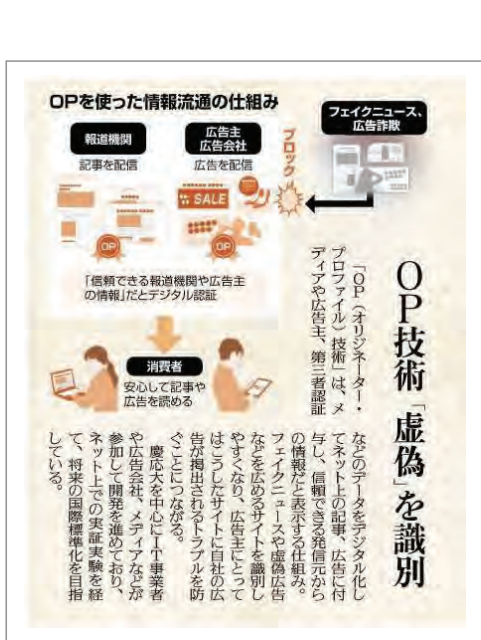 OPを使った情報流通の仕組み
報道機関
記事を配信
広告主
広告会社
広告を配信
ブロック
フェイクニュース、
広告詐欺
SALE
OP
OP
「信頼できる報道機関や広告主
の情報」だとデジタル認証
消費者
安心して記事や
広告を読める
OP技術「虚偽」を識別
「OP(オリジネーター・
プロファイル)技術」は、メ
ディアや広告主、第三者認証
などのデータをデジタル化し
てネット上の記事、広告に付
与し、信頼できる発信元から
の情報だと表示する仕組み。
フェイクニュースや虚偽広告
などを広めるサイトを識別し
やすくなり、広告主にとって
はこうしたサイトに自社の広
告が掲出されるトラブルを防
ぐことにつながる。
慶応大を中心にIT事業者
や広告会社、メディアなどが
参加して開発を進めており、
ネット上での実証実験を経
て、将来の国際標準化を目指
している。